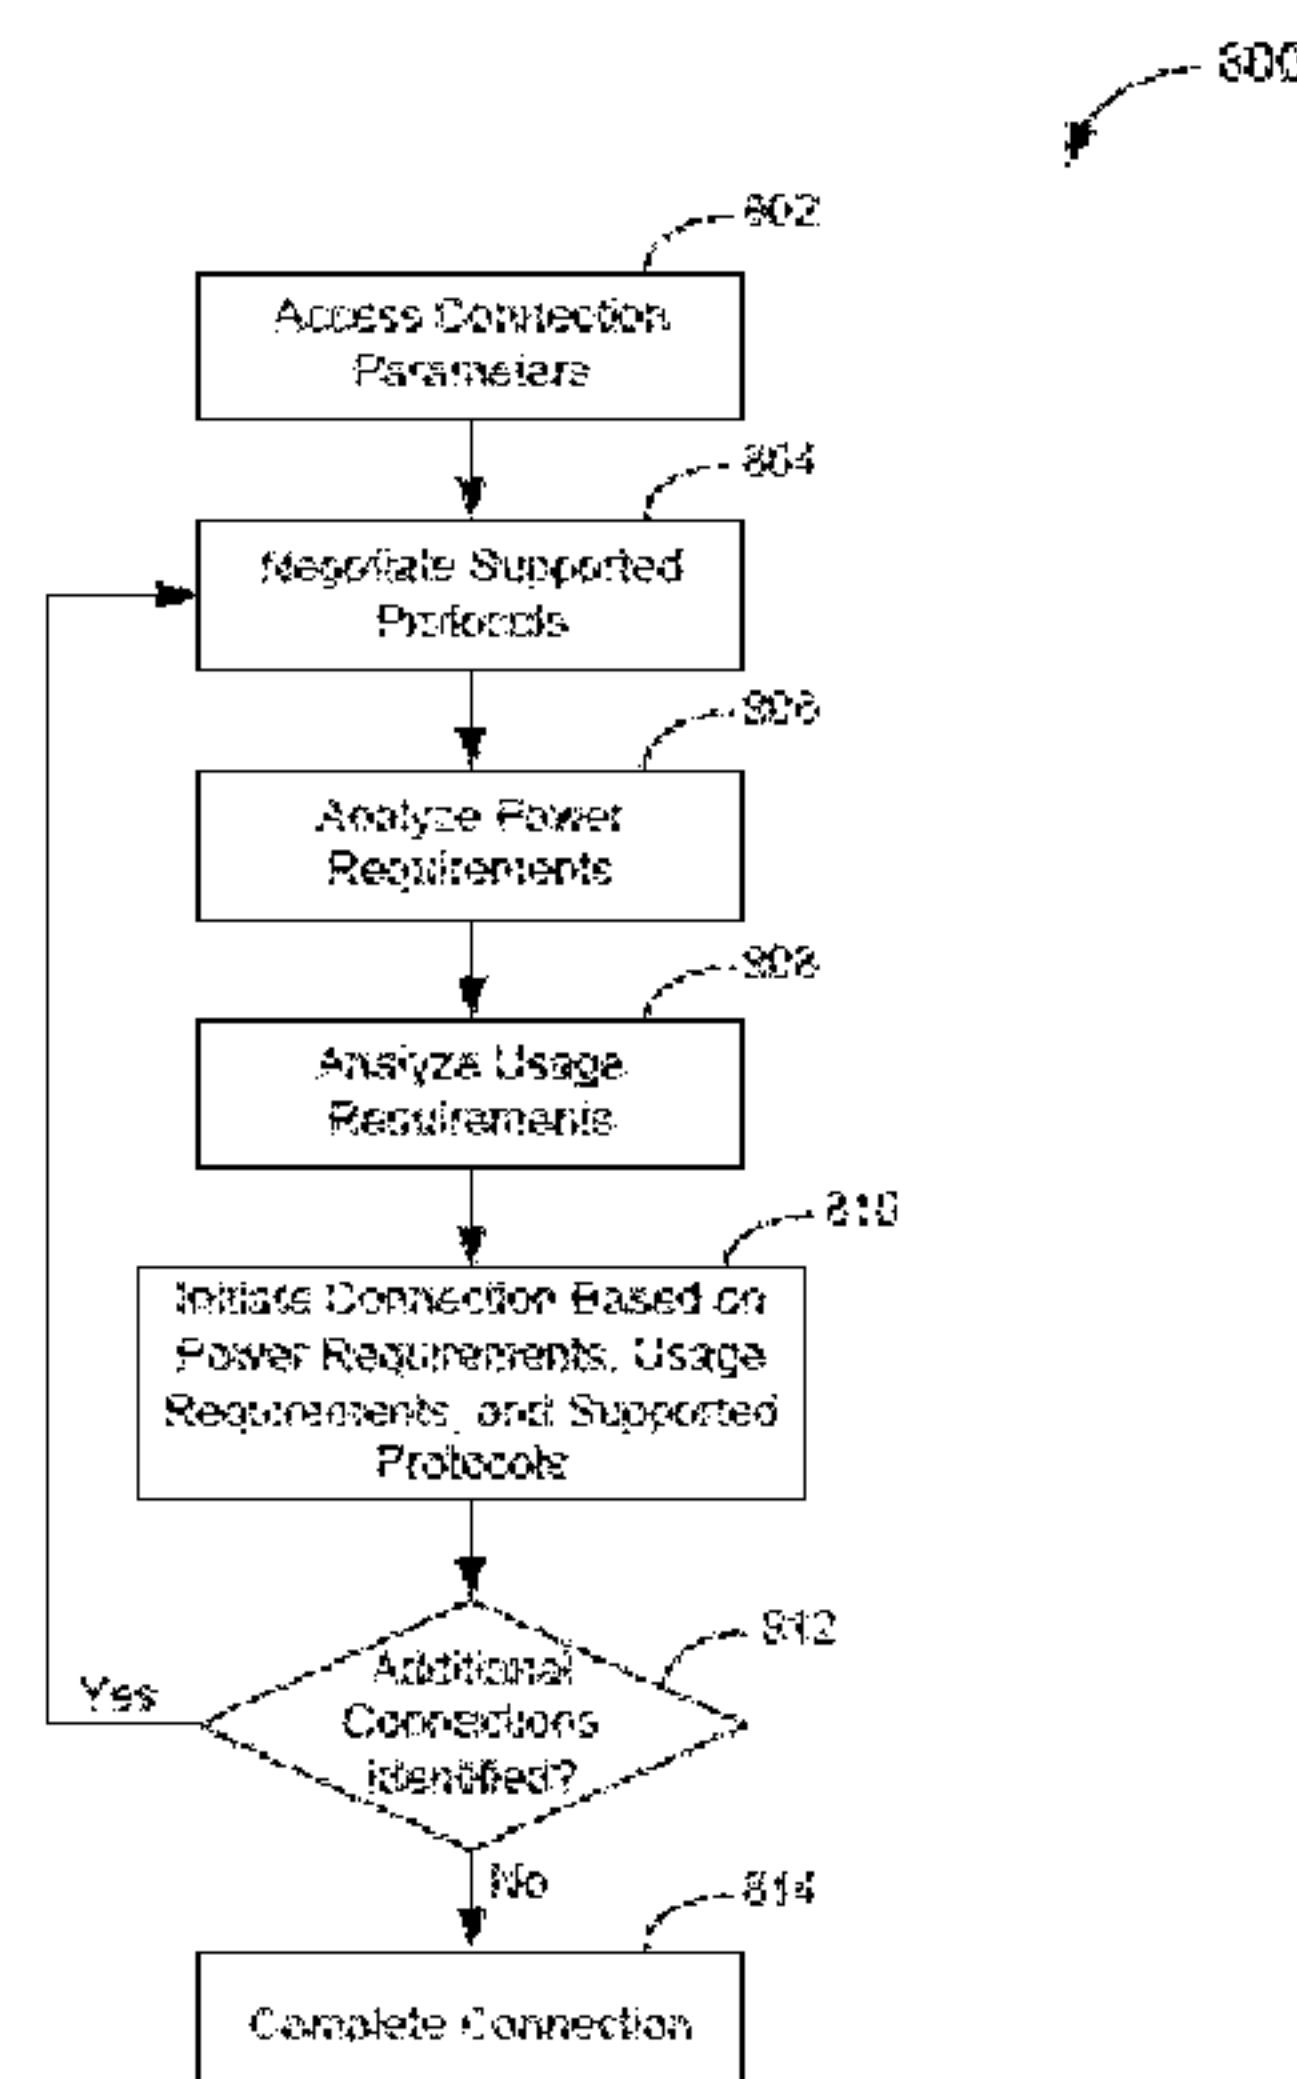 800
802
Access Connection
Parameters
804
Negotiate Supported
Protocols
806
Analyze Power
Requirements
808
Analyze Usage
Requirements
810
Initiate Connection Based on
Power Requirements, Usage
Requirements, and Supported
Protocols
812
Additional
Connections
Identified?
Yes
No
814
Complete Connection